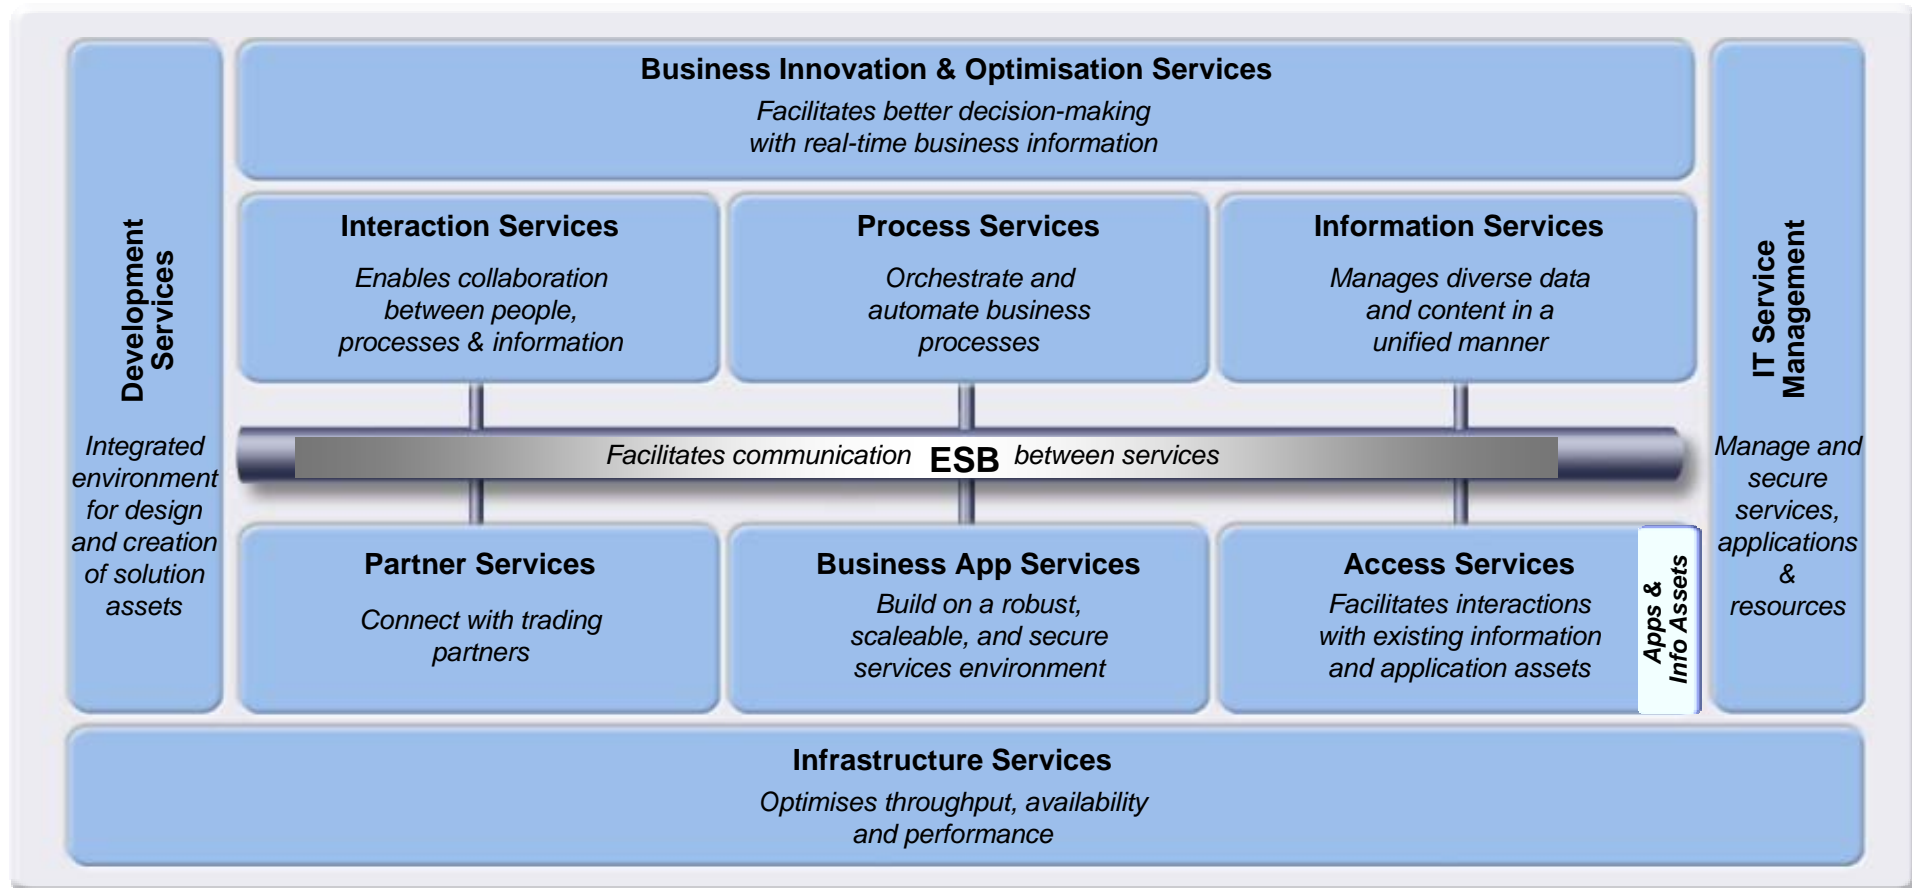 Business Innovation & Optimisation Services
Facilitates better decision-making
with real-time business information
Development
Services
Integrated
environment
for design
and creation
of solution
assets
Interaction Services
Enables collaboration
between people,
processes & information
Process Services
Orchestrate and
automate business
processes
Information Services
Manages diverse data
and content in a
unified manner
IT Service
Management
Manage and
secure
services,
applications
&
resources
Facilitates communication ESB between services
Partner Services
Connect with trading
partners
Business App Services
Build on a robust,
scaleable, and secure
services environment
Access Services
Facilitates interactions
with existing information
and application assets
Apps &
Info Assets
Infrastructure Services
Optimises throughput, availability
and performance